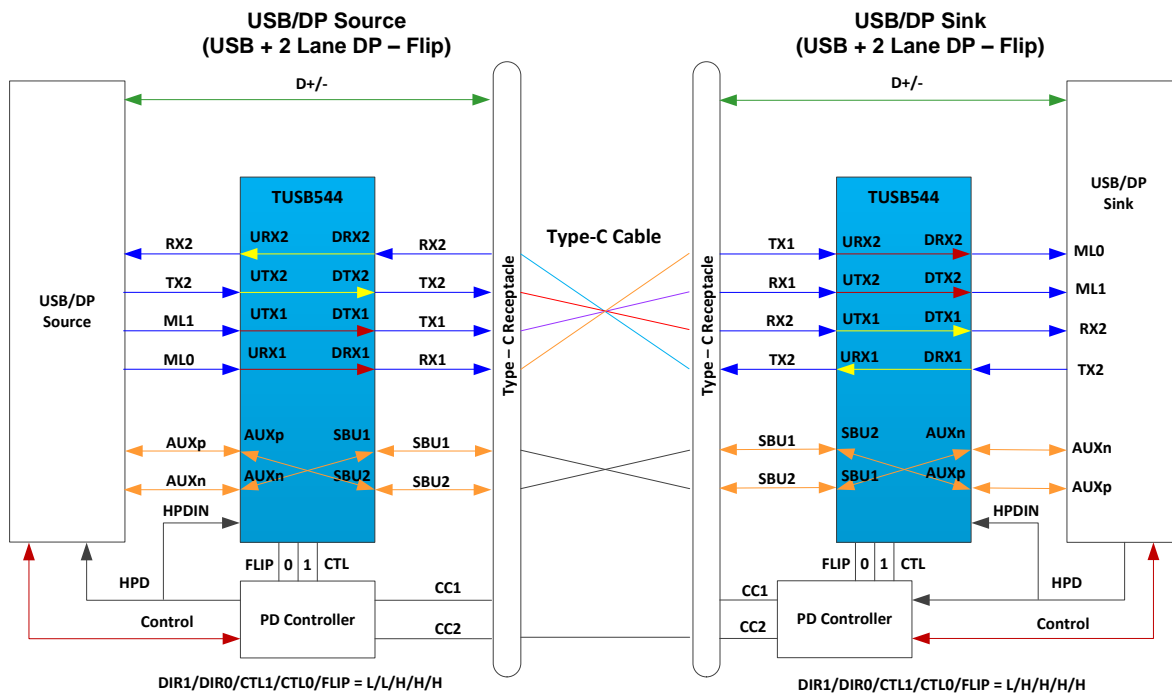 USB/DP Source
(USB + 2 Lane DP – Flip)
USB/DP Sink
(USB + 2 Lane DP – Flip)
D+/-
D+/-
TUSB544
TUSB544
USB/DP
Source
USB/DP
Sink
Type-C Cable
Type – C Receptacle
Type – C Receptacle
RX2
URX2
DRX2
RX2
TX2
UTX2
DTX2
TX2
ML1
UTX1
DTX1
TX1
ML0
URX1
DRX1
RX1
TX1
URX2
DRX2
ML0
RX1
UTX2
DTX2
ML1
RX2
UTX1
DTX1
RX2
TX2
URX1
DRX1
TX2
AUXp
AUXp
SBU1
SBU1
AUXn
AUXn
SBU2
SBU2
SBU1
SBU2
AUXn
AUXn
SBU2
SBU1
AUXp
AUXp
HPDIN
HPDIN
FLIP
0
1
CTL
FLIP
0
1
CTL
HPD
HPD
Control
Control
PD Controller
PD Controller
CC1
CC2
CC1
CC2
DIR1/DIR0/CTL1/CTL0/FLIP = L/L/H/H/H
DIR1/DIR0/CTL1/CTL0/FLIP = L/H/H/H/H